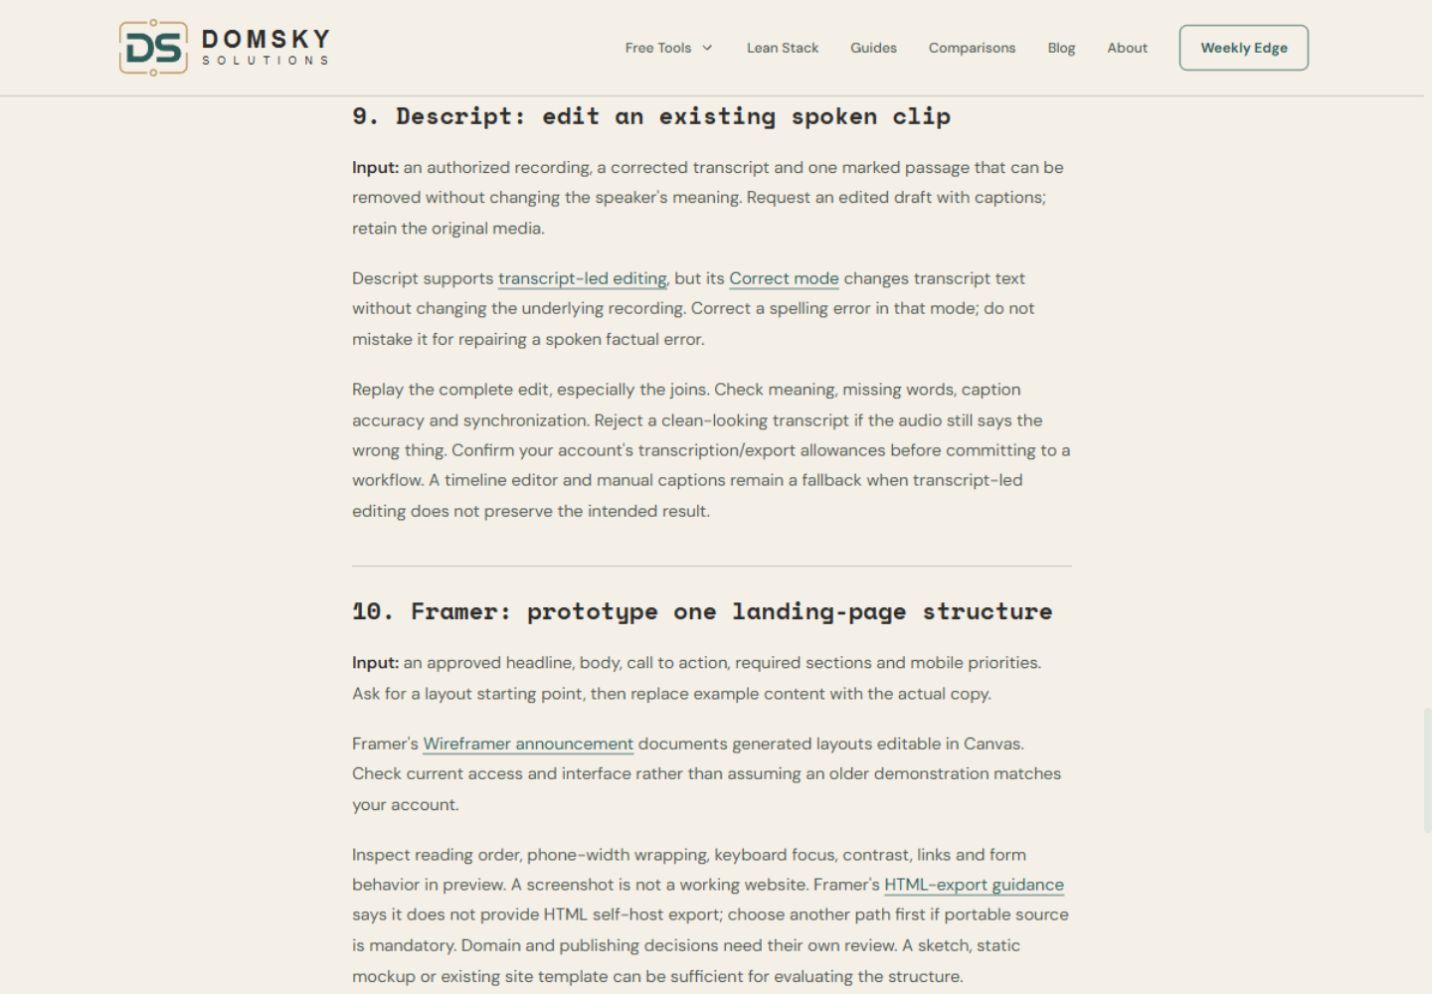 DS DOMSKY
SOLUTIONS
Free Tools
Lean Stack
Guides
Comparisons
Blog
About
Weekly Edge
9. Descript: edit an existing spoken clip
Input: an authorized recording, a corrected transcript and one marked passage that can be
removed without changing the speaker's meaning. Request an edited draft with captions;
retain the original media.
Descript supports transcript-led editing, but its Correct mode changes transcript text
without changing the underlying recording. Correct a spelling error in that mode; do not
mistake it for repairing a spoken factual error.
Replay the complete edit, especially the joins. Check meaning, missing words, caption
accuracy and synchronization. Reject a clean-looking transcript if the audio still says the
wrong thing. Confirm your account's transcription/export allowances before committing to a
workflow. A timeline editor and manual captions remain a fallback when transcript-led
editing does not preserve the intended result.
10. Framer: prototype one landing-page structure
Input: an approved headline, body, call to action, required sections and mobile priorities.
Ask for a layout starting point, then replace example content with the actual copy.
Framer's Wireframer announcement documents generated layouts editable in Canvas.
Check current access and interface rather than assuming an older demonstration matches
your account.
Inspect reading order, phone-width wrapping, keyboard focus, contrast, links and form
behavior in preview. A screenshot is not a working website. Framer's HTML-export guidance
says it does not provide HTML self-host export; choose another path first if portable source
is mandatory. Domain and publishing decisions need their own review. A sketch, static
mockup or existing site template can be sufficient for evaluating the structure.